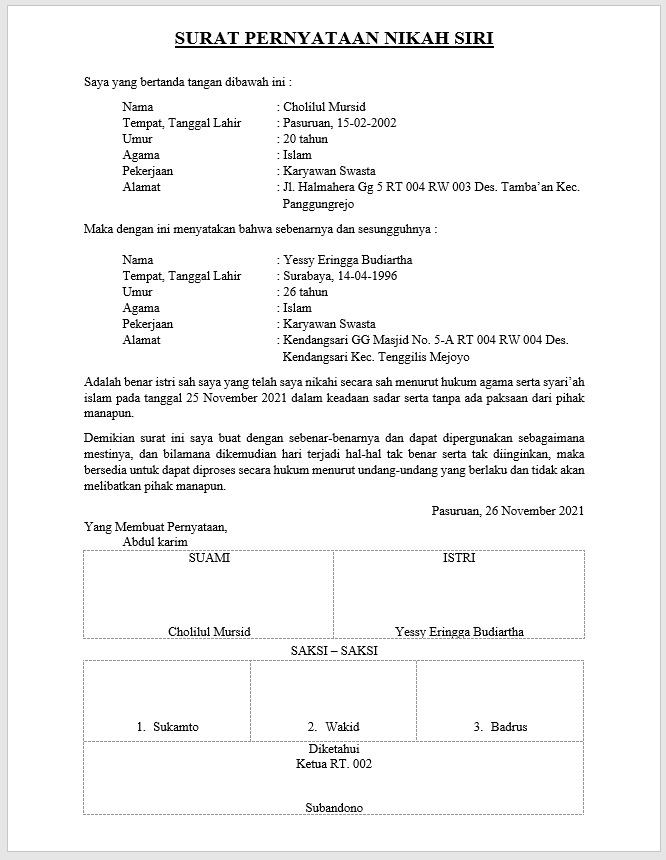 SURAT PERNYATAAN NIKAH SIRI
Saya yang bertanda tangan dibawah ini :
Nama : Cholilul Mursid
Tempat, Tanggal Lahir : Pasuruan, 15-02-2002
Umur : 20 tahun
Agama : Islam
Pekerjaan : Karyawan Swasta
Alamat : Jl. Halmahera Gg 5 RT 004 RW 003 Des. Tamba’an Kec.
Panggungrejo
Maka dengan ini menyatakan bahwa sebenarnya dan sesungguhnya :
Nama : Yessy Eringga Budiartha
Tempat, Tanggal Lahir : Surabaya, 14-04-1996
Umur : 26 tahun
Agama : Islam
Pekerjaan : Karyawan Swasta
Alamat : Kendangsari GG Masjid No. 5-A RT 004 RW 004 Des.
Kendangsari Kec. Tenggilis Mejoyo
Adalah benar istri sah saya yang telah saya nikahi secara sah menurut hukum agama serta syari’ah
islam pada tanggal 25 November 2021 dalam keadaan sadar serta tanpa ada paksaan dari pihak
manapun.
Demikian surat ini saya buat dengan sebenar-benarnya dan dapat dipergunakan sebagaimana
mestinya, dan bilamana dikemudian hari terjadi hal-hal tak benar serta tak diinginkan, maka
bersedia untuk dapat diproses secara hukum menurut undang-undang yang berlaku dan tidak akan
melibatkan pihak manapun.
Pasuruan, 26 November 2021
Yang Membuat Pernyataan,
Abdul karim
SUAMI ISTRI
Cholilul Mursid Yessy Eringga Budiartha
SAKSI – SAKSI
1. Sukamto 2. Wakid 3. Badrus
Diketahui
Ketua RT. 002
Subandono